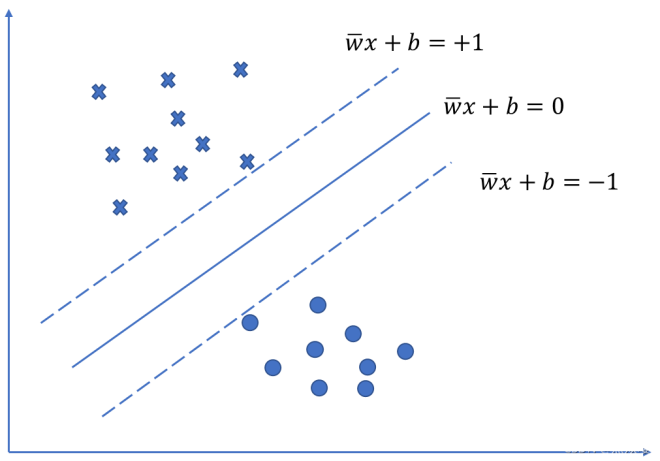 w̅x + b = +1
w̅x + b = 0
w̅x + b = −1